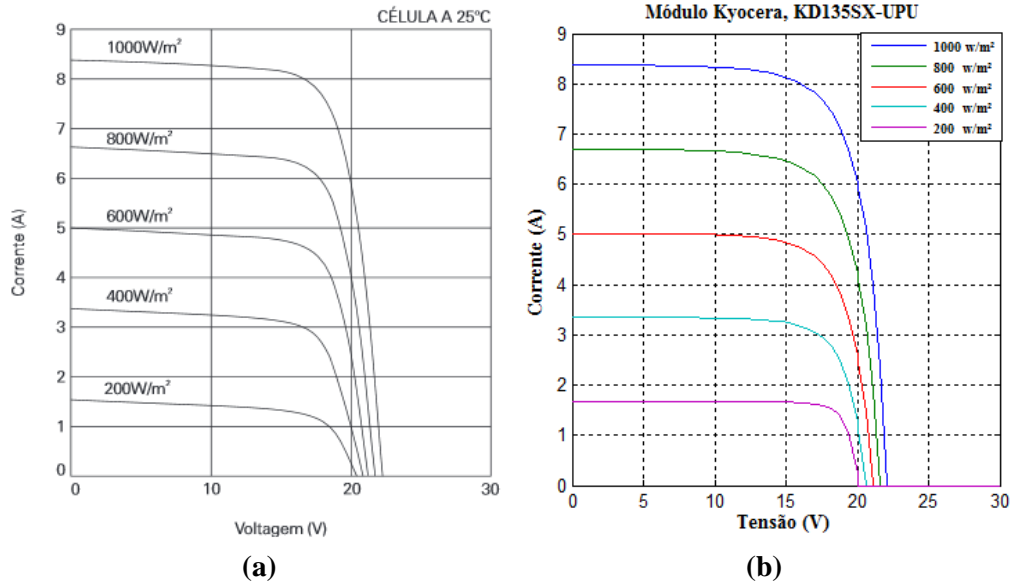 CÉLULA A 25°C
9
8
7
6
5
4
3
2
1
0
1000W/m²
800W/m²
600W/m²
400W/m²
200W/m²
0
10
20
30
Corrente (A)
Voltagem (V)
(a)
Módulo Kyocera, KD135SX-UPU
9
8
7
6
5
4
3
2
1
0
1000 w/m²
800 w/m²
600 w/m²
400 w/m²
200 w/m²
0
5
10
15
20
25
30
Corrente (A)
Tensão (V)
(b)